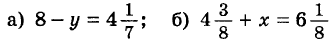 а) 8 − y = 4 1/7; б) 4 3/8 + x = 6 1/8